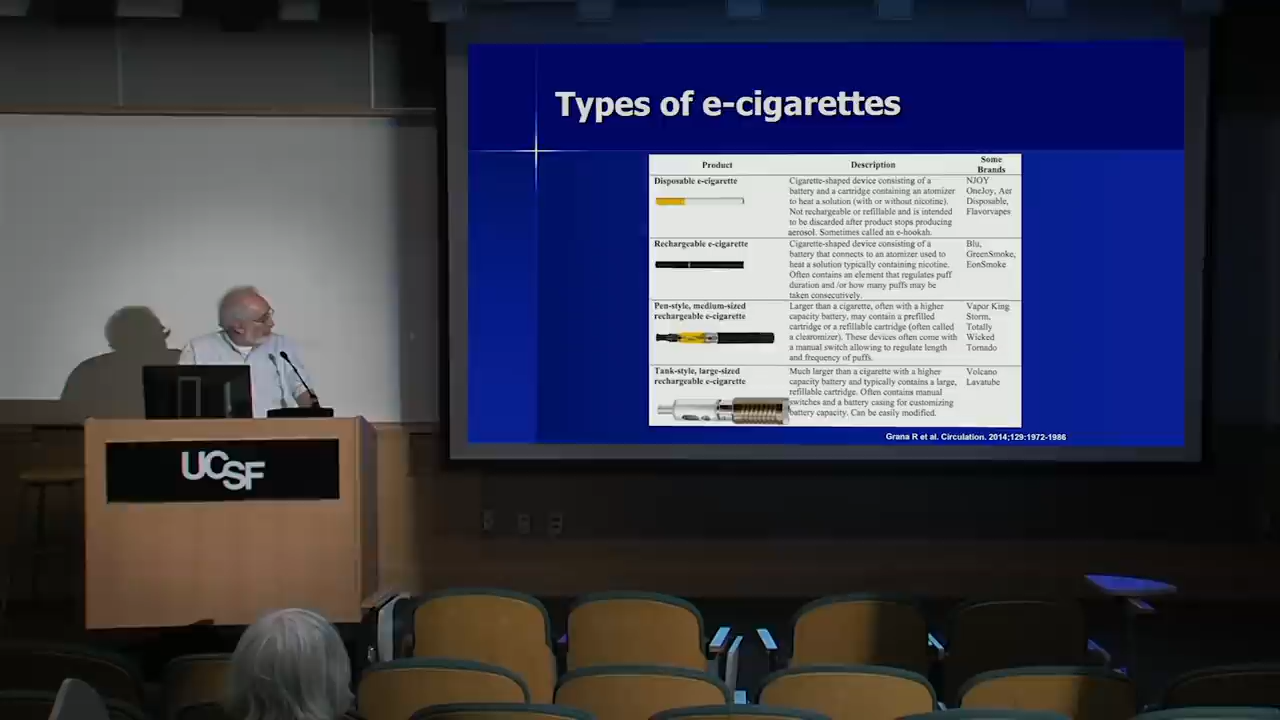 Types of e-cigarettes
Product Description Some Brands
Disposable e-cigarette
Cigarette-shaped device consisting of a
battery and a cartridge containing an atomizer
to heat a solution (with or without nicotine).
Not rechargeable or refillable and is intended
to be discarded after product stops producing
aerosol. Sometimes called an e-hookah.
NJOY
OneJoy, Aer
Disposable,
Flavorvapes
Rechargeable e-cigarette
Cigarette-shaped device consisting of a
battery that connects to an atomizer used to
heat a solution typically containing nicotine.
Often contains an element that regulates puff
duration and /or how many puffs may be
taken consecutively.
Blu,
GreenSmoke,
EonSmoke
Pen-style, medium-sized
rechargeable e-cigarette
Larger than a cigarette, often with a higher
capacity battery, may contain a prefilled
cartridge or a refillable cartridge (often called
a clearomizer). These devices often come with
a manual switch allowing to regulate length
and frequency of puffs.
Vapor King
Storm,
Totally
Wicked
Tornado
Tank-style, large-sized
rechargeable e-cigarette
Much larger than a cigarette with a higher
capacity battery and typically contains a large,
refillable cartridge. Often contains manual
switches and a battery casing for customizing
battery capacity. Can be easily modified.
Volcano
Lavatube
Grana R et al. Circulation. 2014;129:1972-1986
UCSF